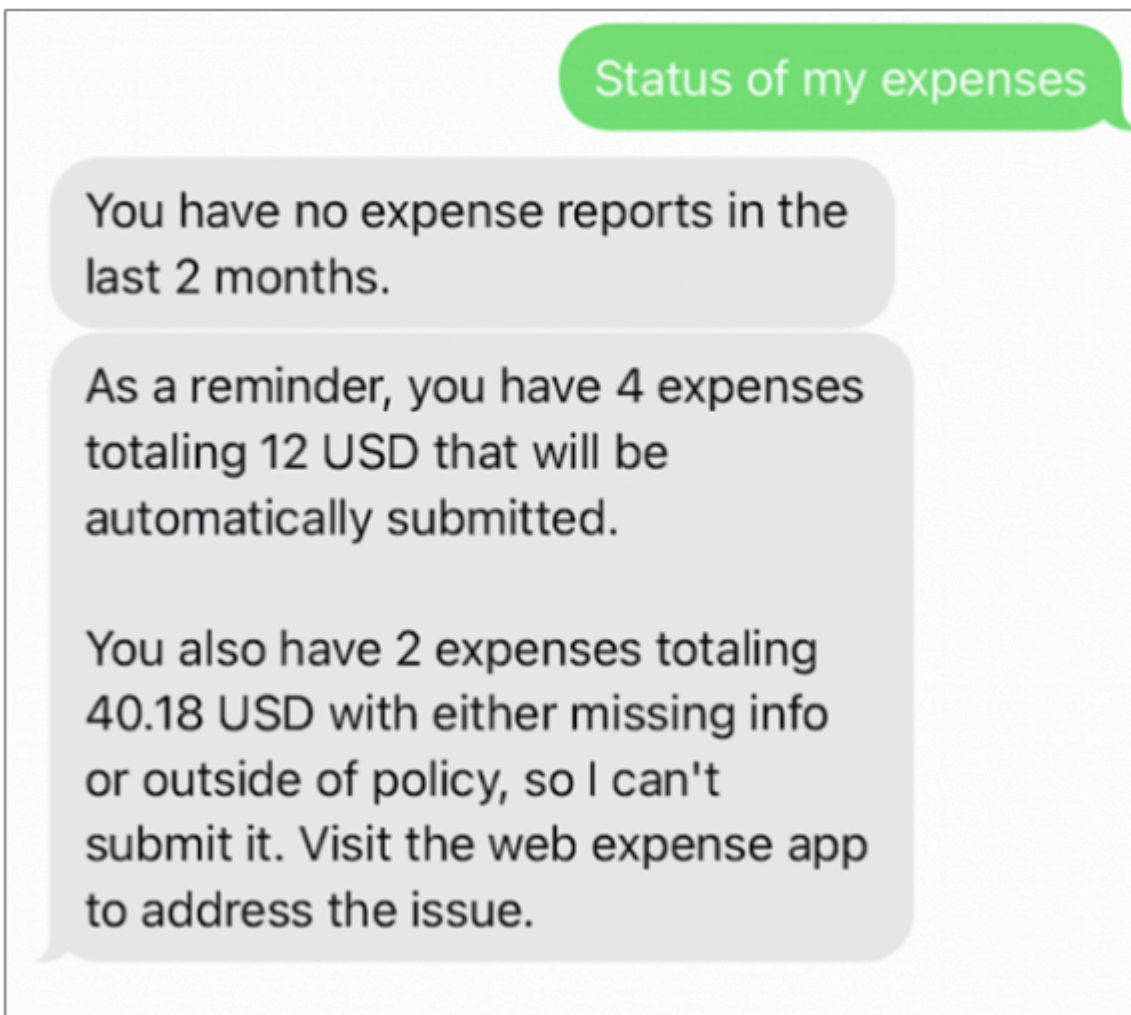 Status of my expenses
You have no expense reports in the
last 2 months.
As a reminder, you have 4 expenses
totaling 12 USD that will be
automatically submitted.
You also have 2 expenses totaling
40.18 USD with either missing info
or outside of policy, so I can't
submit it. Visit the web expense app
to address the issue.